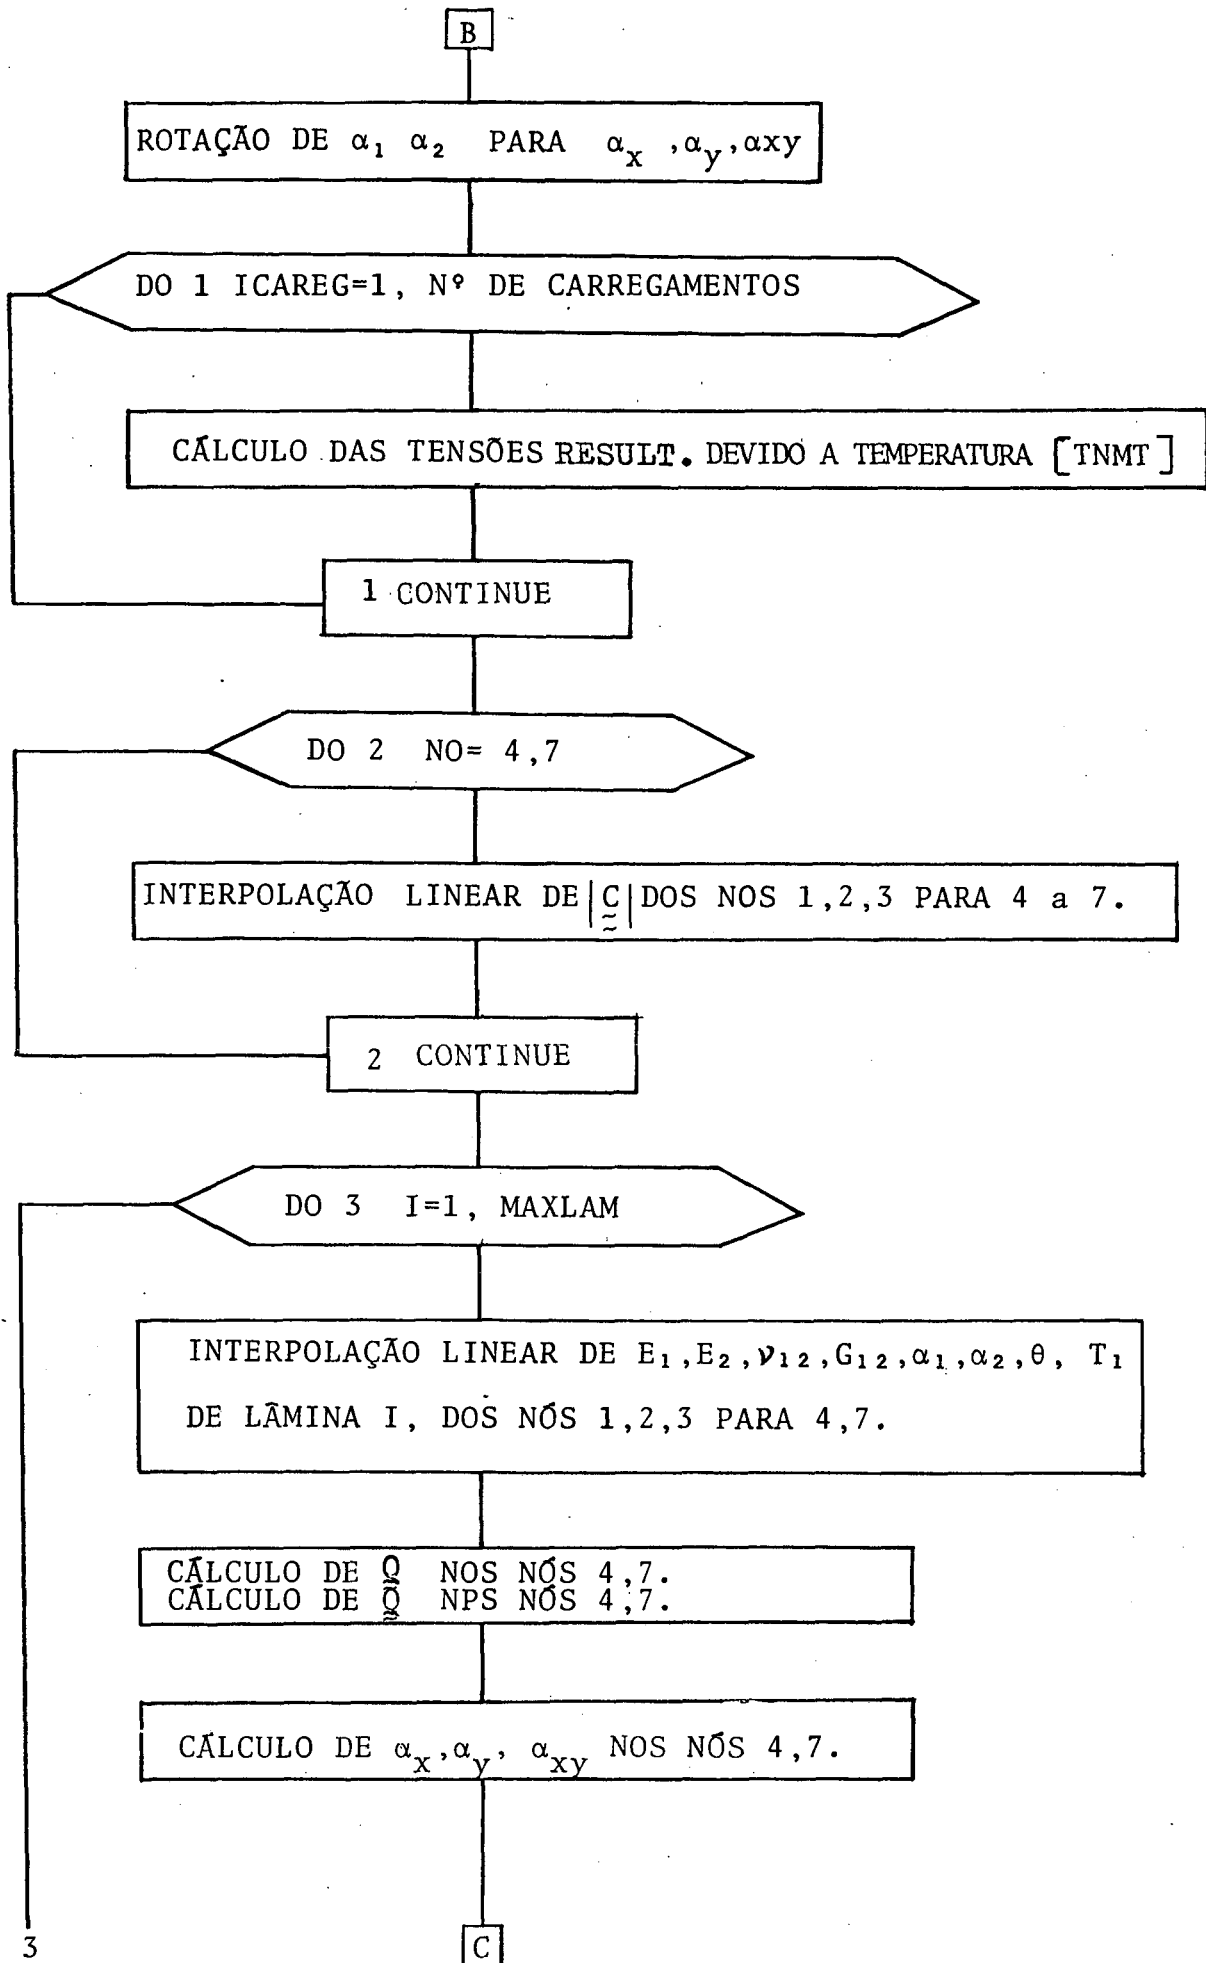 B
ROTAÇÃO DE α₁ α₂ PARA αₓ ,α_y,αxy
DO 1 ICAREG=1, Nº DE CARREGAMENTOS
CÁLCULO DAS TENSÕES RESULT. DEVIDO A TEMPERATURA [TNMT]
1 CONTINUE
DO 2 NO= 4,7
INTERPOLAÇÃO LINEAR DE |C| DOS NOS 1,2,3 PARA 4 a 7.
2 CONTINUE
DO 3 I=1, MAXLAM
INTERPOLAÇÃO LINEAR DE E₁,E₂,ν₁₂,G₁₂,α₁,α₂,θ, T₁
DE LÂMINA I, DOS NÓS 1,2,3 PARA 4,7.
CÁLCULO DE Q NOS NÓS 4,7.
CÁLCULO DE Q NPS NÓS 4,7.
CÁLCULO DE αₓ,α_y, α_xy NOS NÓS 4,7.
3
C